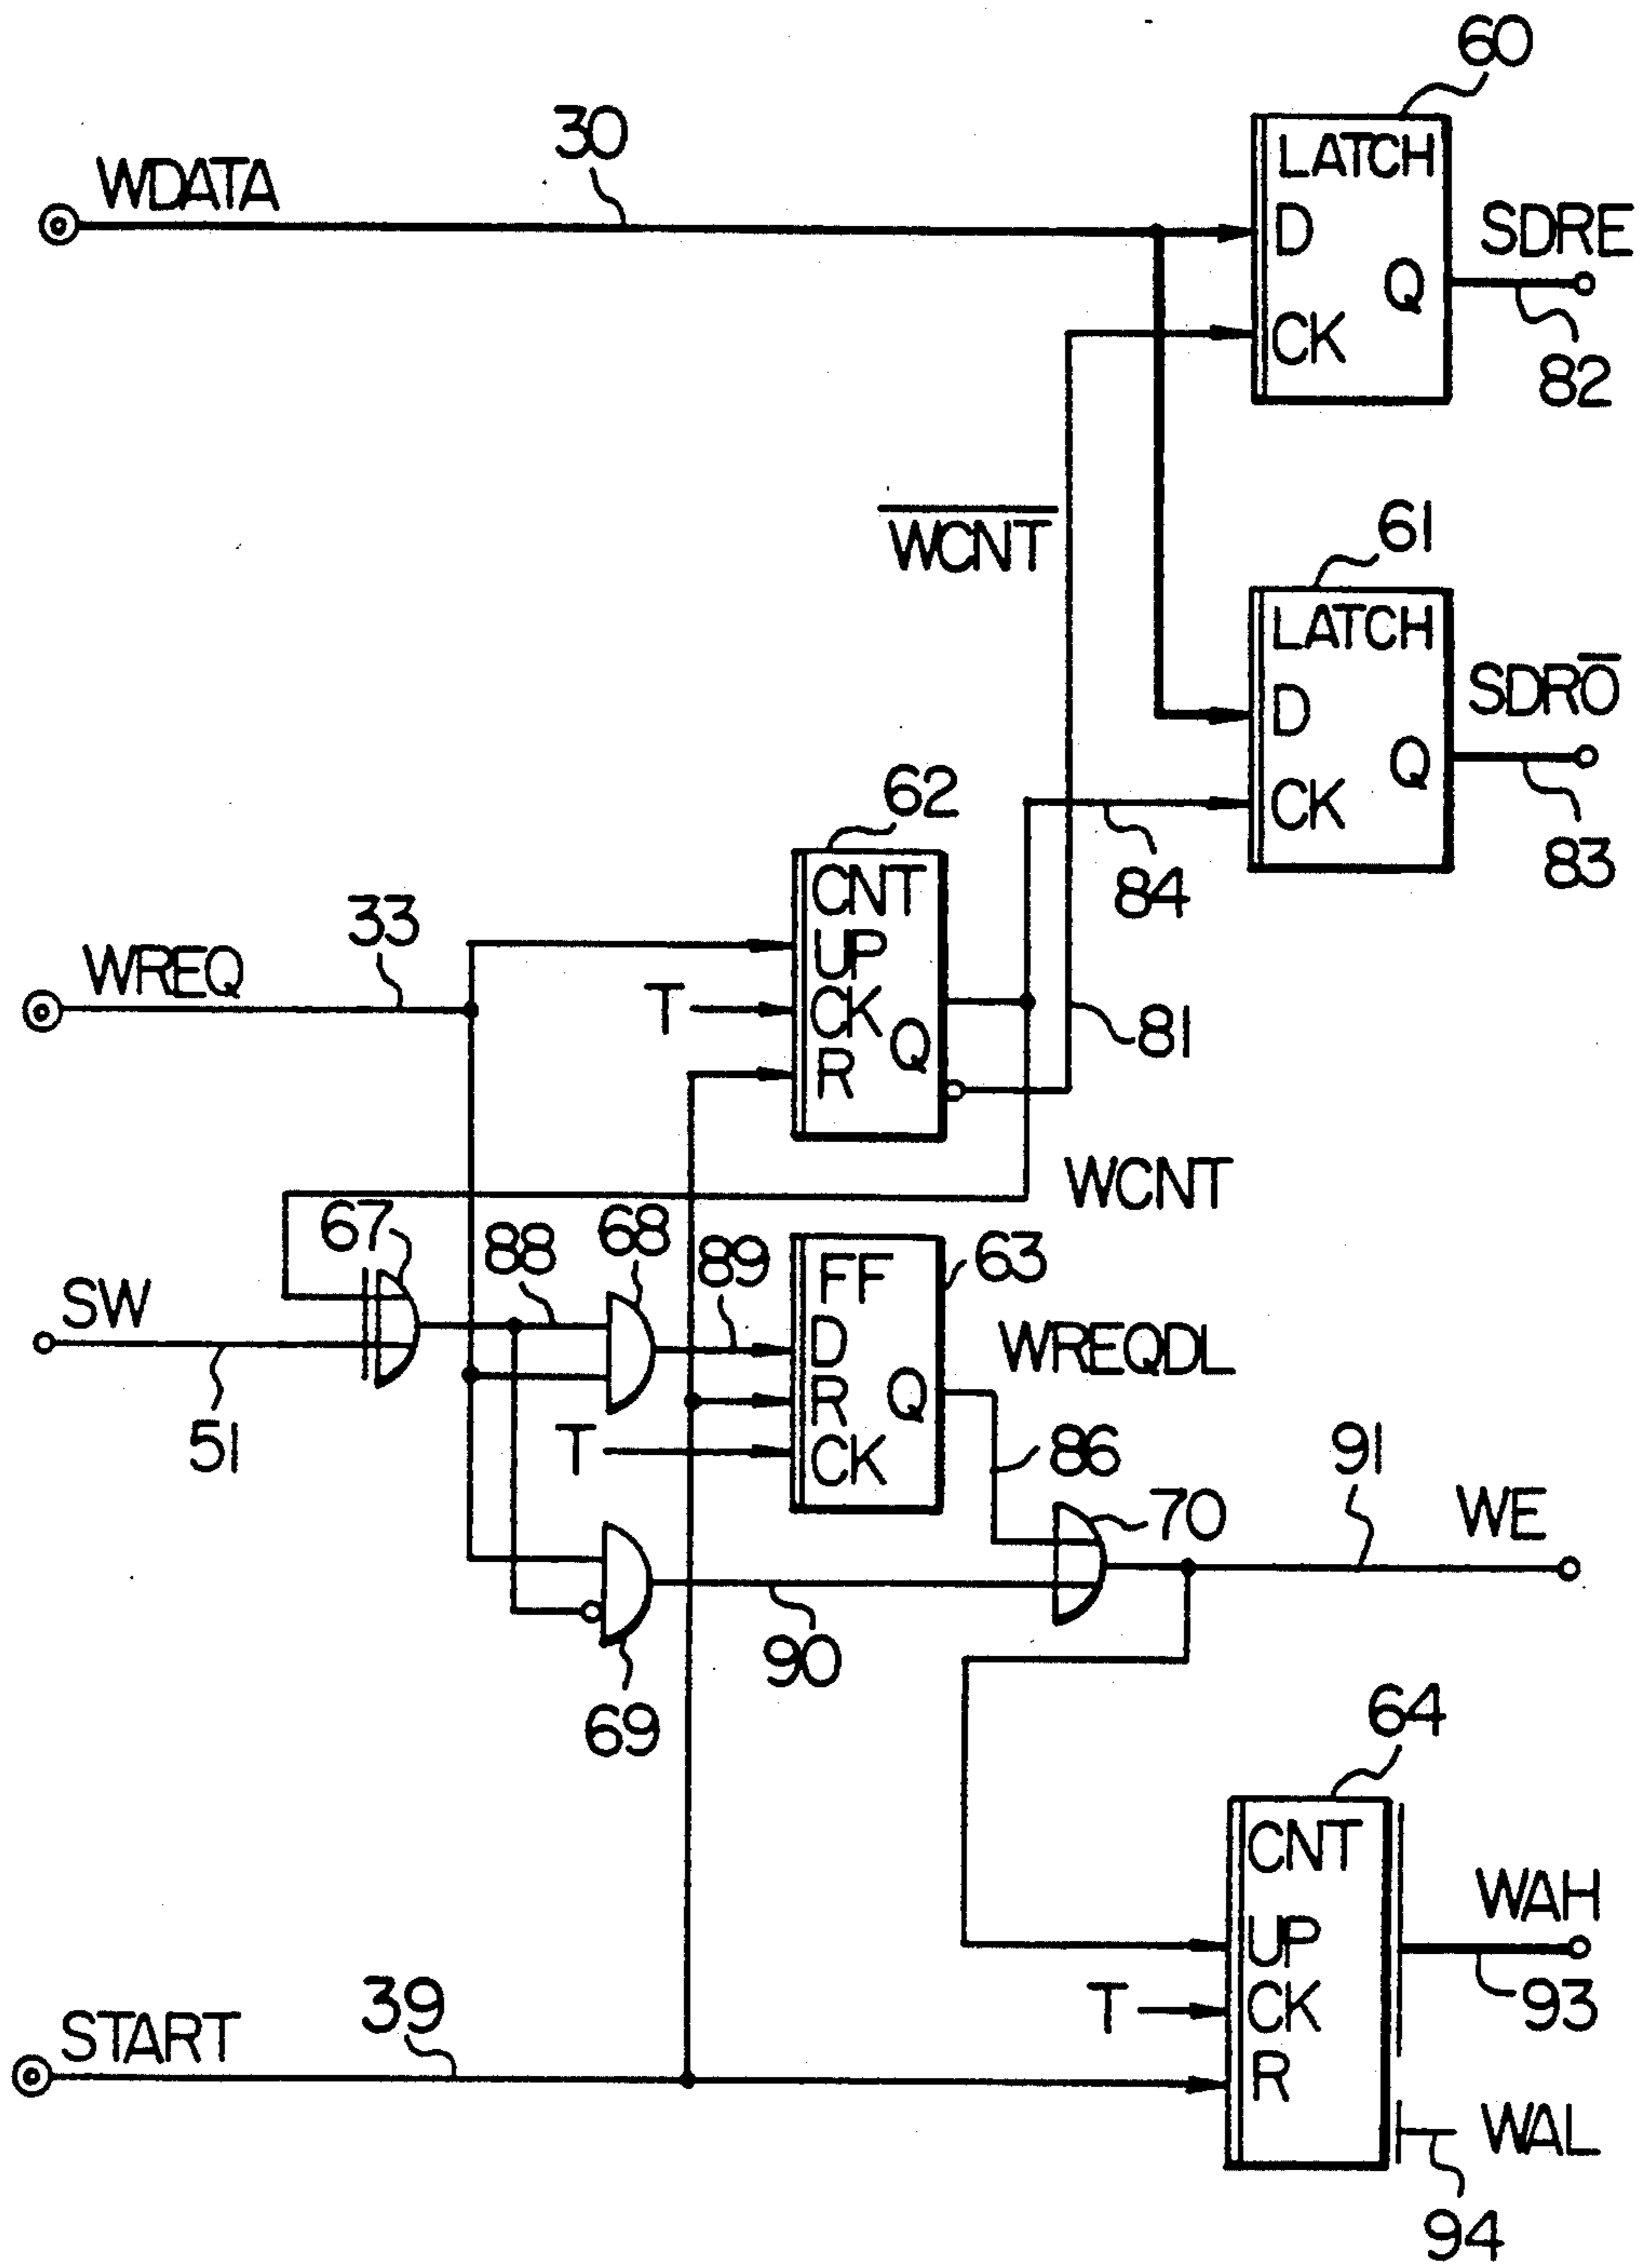 60
30
WDATA
LATCH
D
SDRE
Q
CK
82
W̅C̅N̅T̅
61
LATCH
D
SDRO̅
Q
CK
83
84
62
CNT
33
UP
WREQ
T
CK
Q
R
81
WCNT
67
88
68
89
63
FF
SW
D
WREQDL
R
Q
51
T
CK
86
91
70
WE
90
69
64
CNT
WAH
UP
39
T
CK
93
START
R
WAL
94